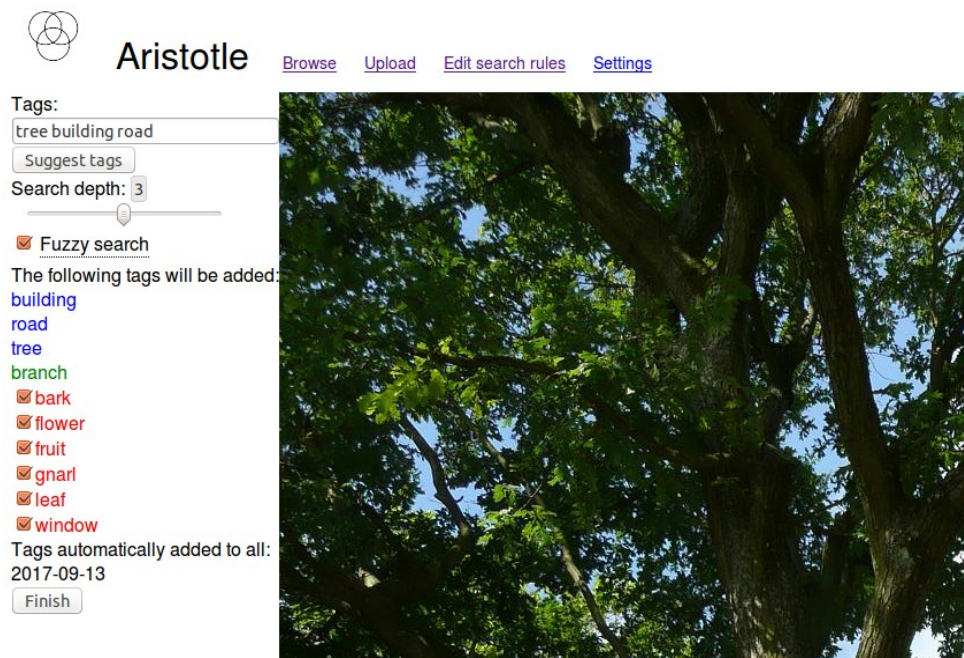 Aristotle Browse Upload Edit search rules Settings
Tags:
tree building road
Suggest tags
Search depth: 3
Fuzzy search
The following tags will be added:
building
road
tree
branch
bark
flower
fruit
gnarl
leaf
window
Tags automatically added to all:
2017-09-13
Finish